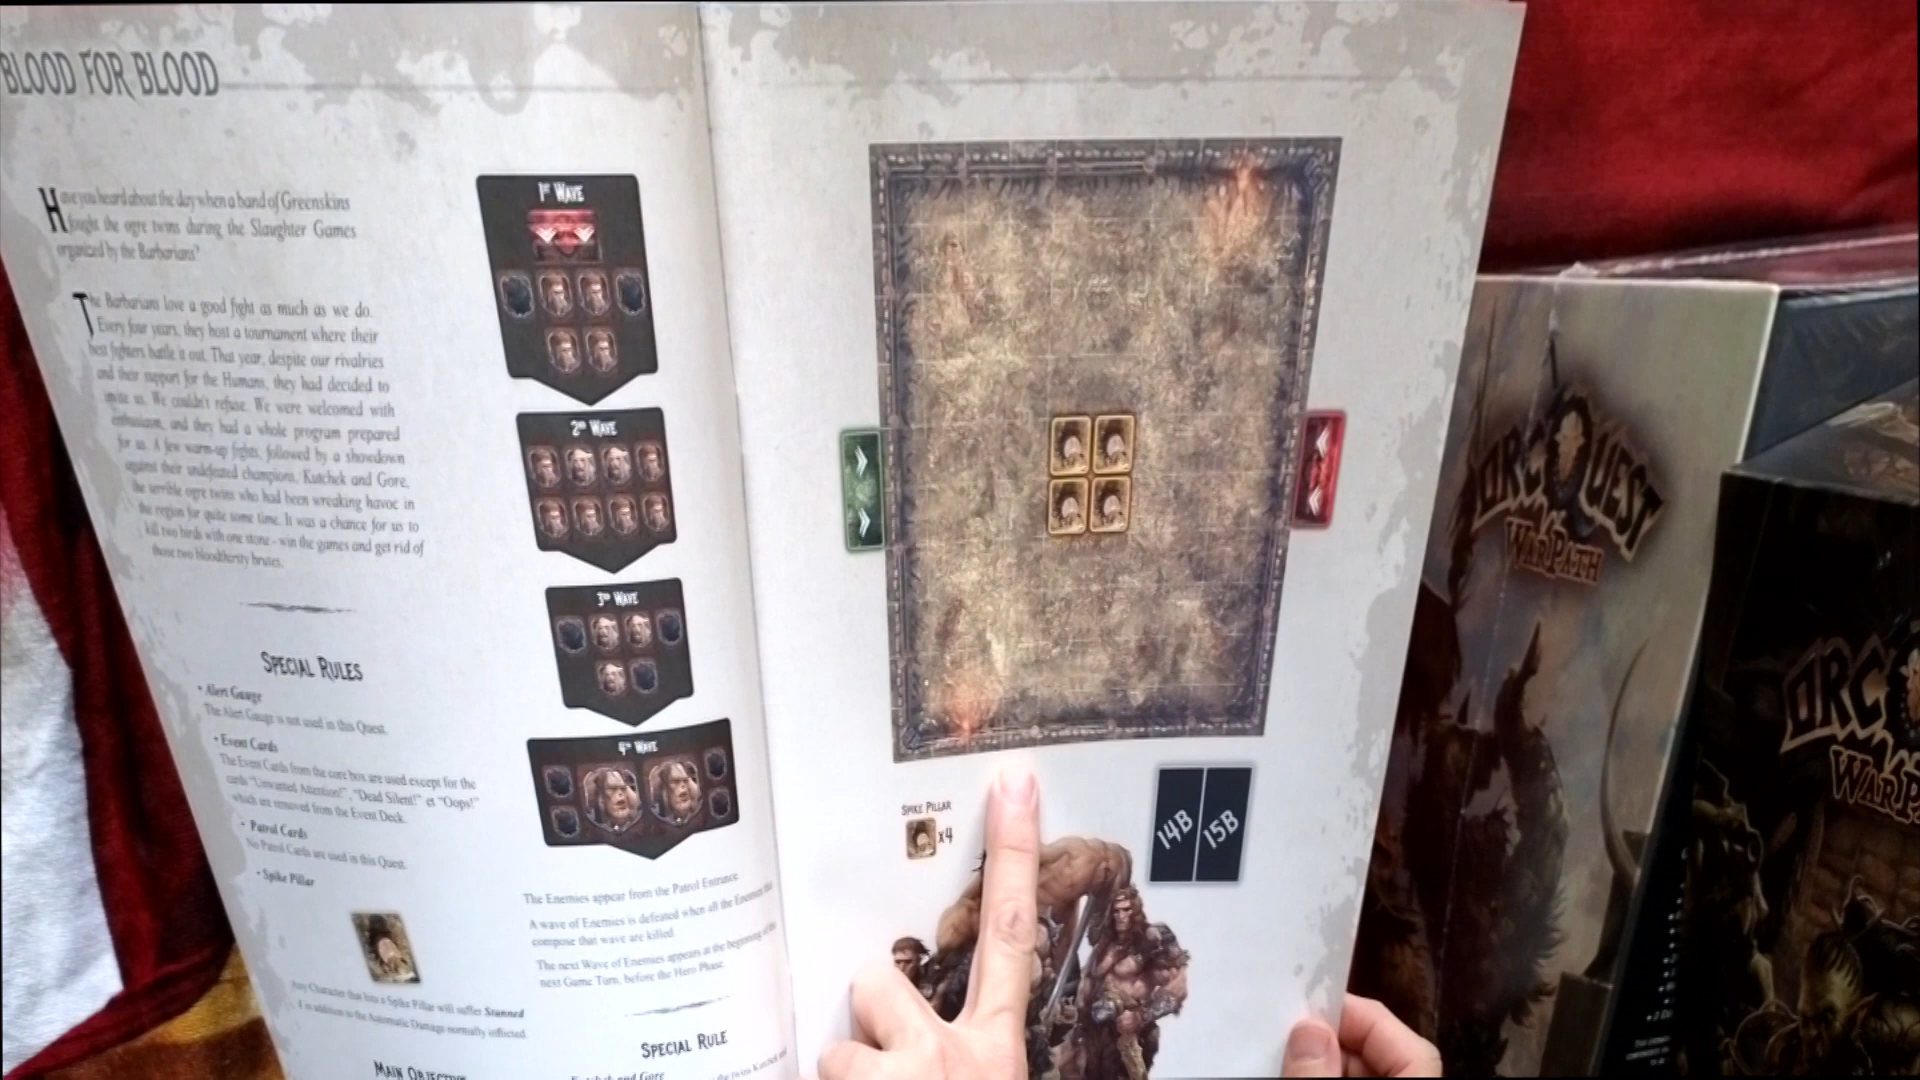 BLOOD FOR BLOOD
Have you heard about the day when a band of Greenskins
fought the ogre twins during the Slaughter Games
organized by the Barbarians?
The Barbarians love a good fight as much as we do.
Every four years, they host a tournament where their
best fighters battle it out. That year, despite our rivalries
and their support for the Humans, they had decided to
invite us. We couldn't refuse. We were welcomed with
enthusiasm, and they had a whole program prepared
for us. A few warm-up fights, followed by a showdown
against their undefeated champions, Kutchek and Gore,
the terrible ogre twins who had been wreaking havoc in
the region for quite some time. It was a chance for us to
kill two birds with one stone - win the games and get rid of
those two bloodthirsty brutes.
SPECIAL RULES
• Alert Gauge
The Alert Gauge is not used in this Quest.
• Event Cards
The Event Cards from the core box are used except for the
cards "Unwanted Attention!", "Dead Silent!" et "Oops!"
which are removed from the Event Deck.
• Patrol Cards
No Patrol Cards are used in this Quest.
• Spike Pillar
Any Character that hits a Spike Pillar will suffer Stunned
1 in addition to the Automatic Damage normally inflicted.
MAIN OBJECTIVE
1ST WAVE
2ND WAVE
3RD WAVE
4TH WAVE
The Enemies appear from the Patrol Entrance.
A wave of Enemies is defeated when all the Enemies that
compose that wave are killed.
The next Wave of Enemies appears at the beginning of the
next Game Turn, before the Hero Phase.
SPECIAL RULE
Kutchek and Gore
the twins Kutchek and
SPIKE PILLAR
x4
14B
15B
ORCQUEST
WARPATH
ORC
WARP